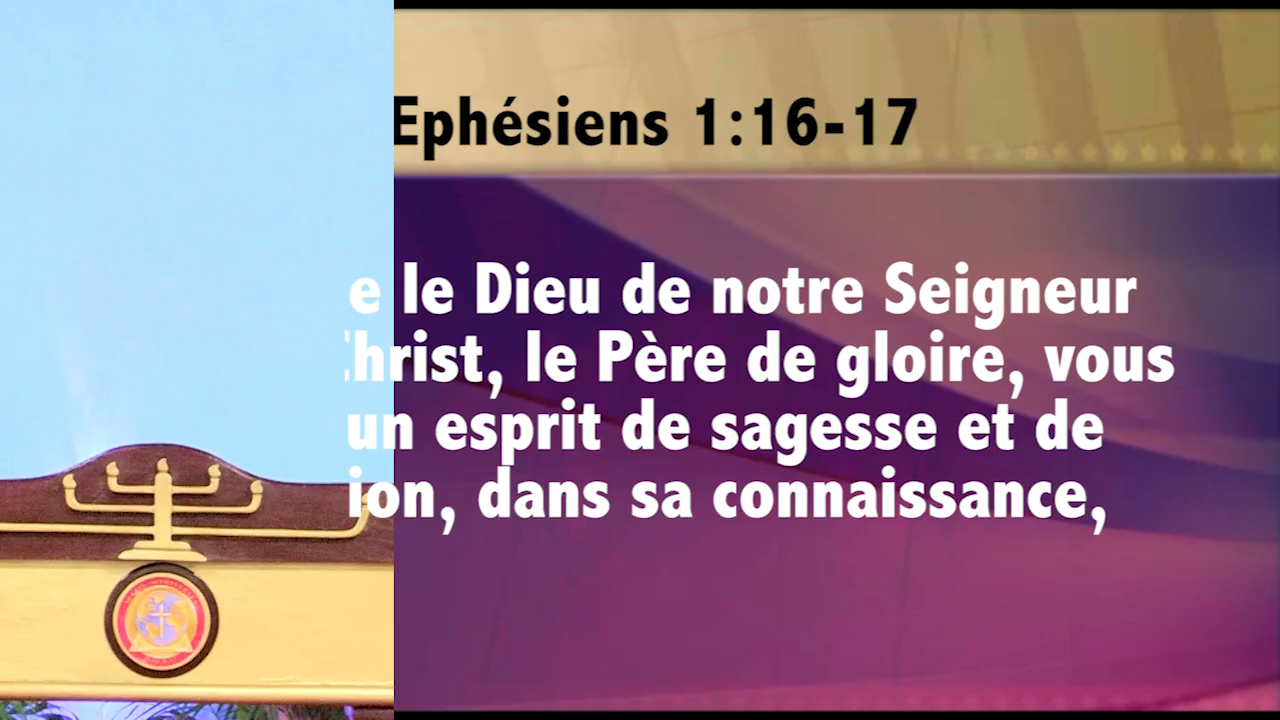 Ephésiens 1:16-17
e le Dieu de notre Seigneur
hrist, le Père de gloire, vous
un esprit de sagesse et de
ion, dans sa connaissance,